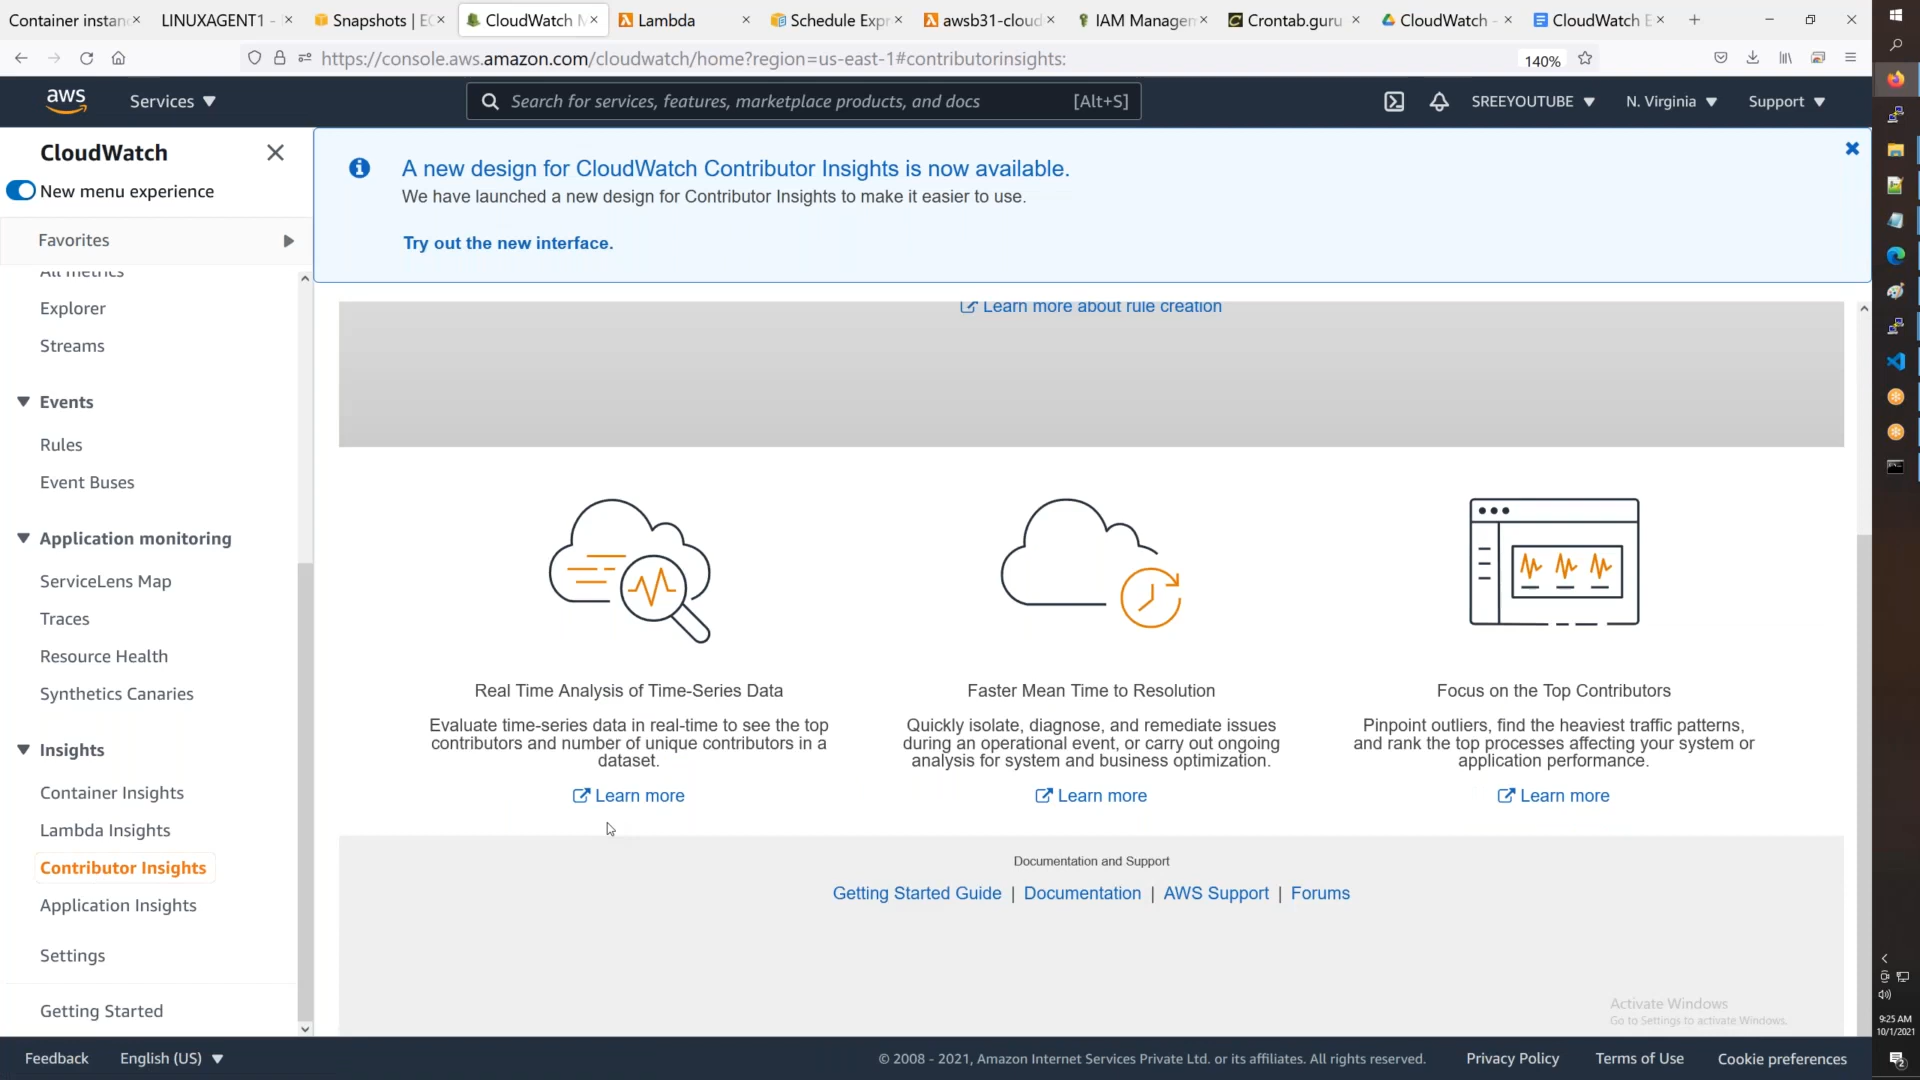 Container instanc
LINUXAGENT1 -
Snapshots | EC
CloudWatch M
Lambda
Schedule Expr
awsb31-cloud
IAM Managem
Crontab.guru
CloudWatch -
CloudWatch E
https://console.aws.amazon.com/cloudwatch/home?region=us-east-1#contributorinsights:
140%
aws
Services
Search for services, features, marketplace products, and docs
[Alt+S]
SREEYOUTUBE
N. Virginia
Support
CloudWatch
New menu experience
Favorites
All metrics
Explorer
Streams
Events
Rules
Event Buses
Application monitoring
ServiceLens Map
Traces
Resource Health
Synthetics Canaries
Insights
Container Insights
Lambda Insights
Contributor Insights
Application Insights
Settings
Getting Started
A new design for CloudWatch Contributor Insights is now available.
We have launched a new design for Contributor Insights to make it easier to use.
Try out the new interface.
Learn more about rule creation
Real Time Analysis of Time-Series Data
Evaluate time-series data in real-time to see the top
contributors and number of unique contributors in a
dataset.
Learn more
Faster Mean Time to Resolution
Quickly isolate, diagnose, and remediate issues
during an operational event, or carry out ongoing
analysis for system and business optimization.
Learn more
Focus on the Top Contributors
Pinpoint outliers, find the heaviest traffic patterns,
and rank the top processes affecting your system or
application performance.
Learn more
Documentation and Support
Getting Started Guide | Documentation | AWS Support | Forums
Activate Windows
Go to Settings to activate Windows.
Feedback
English (US)
© 2008 - 2021, Amazon Internet Services Private Ltd. or its affiliates. All rights reserved.
Privacy Policy
Terms of Use
Cookie preferences
9:25 AM
10/1/2021
2